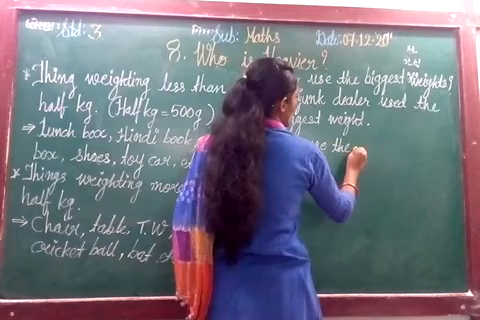 Std: 3 Sub: Maths Date: 07-12-20
8. Who is Heavier?
* Thing weighting less than
half kg. (Half kg = 500g)
⇒ Lunch box, Hindi book,
box, shoes, toy car,
* Things weighting more
half kg.
⇒ Chair, table, T.W,
cricket ball, bat.
use the biggest weights?
junk dealer used the
weight.
the